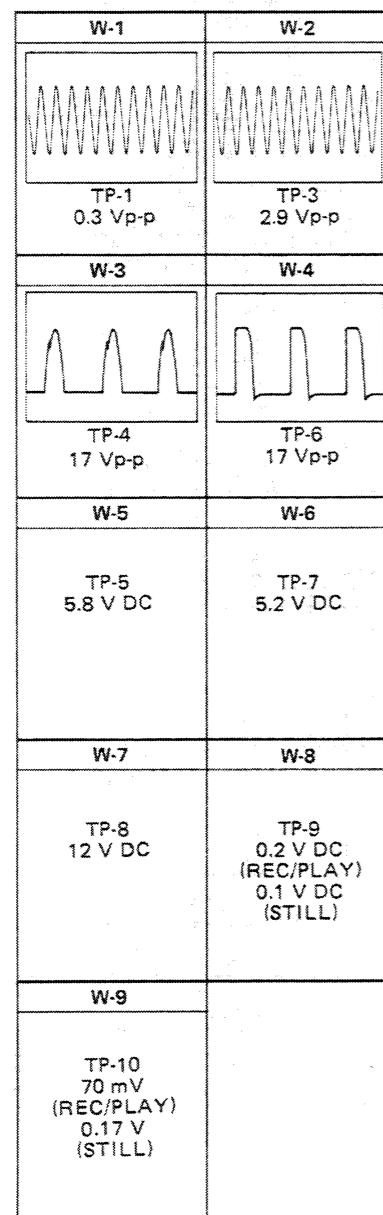 W-1
W-2
TP-1
0.3 Vp-p
TP-3
2.9 Vp-p
W-3
W-4
TP-4
17 Vp-p
TP-6
17 Vp-p
W-5
W-6
TP-5
5.8 V DC
TP-7
5.2 V DC
W-7
W-8
TP-8
12 V DC
TP-9
0.2 V DC
(REC/PLAY)
0.1 V DC
(STILL)
W-9
TP-10
70 mV
(REC/PLAY)
0.17 V
(STILL)